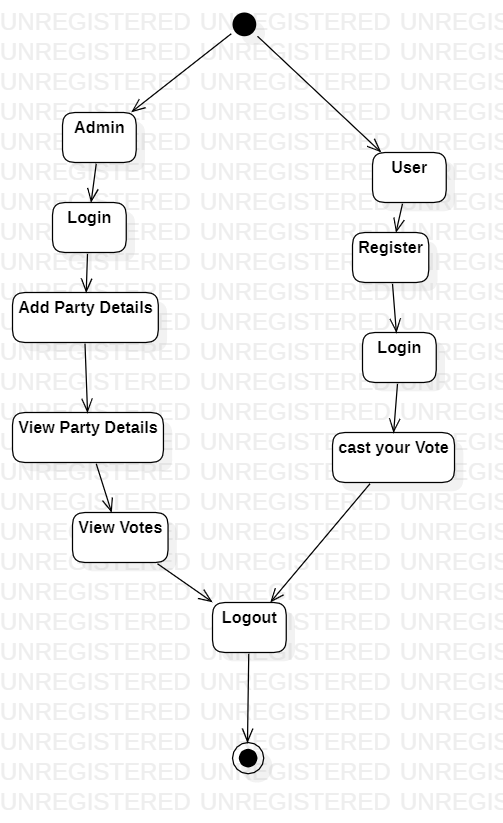 Admin
User
Login
Register
Add Party Details
Login
View Party Details
cast your Vote
View Votes
Logout
UNREGISTERED